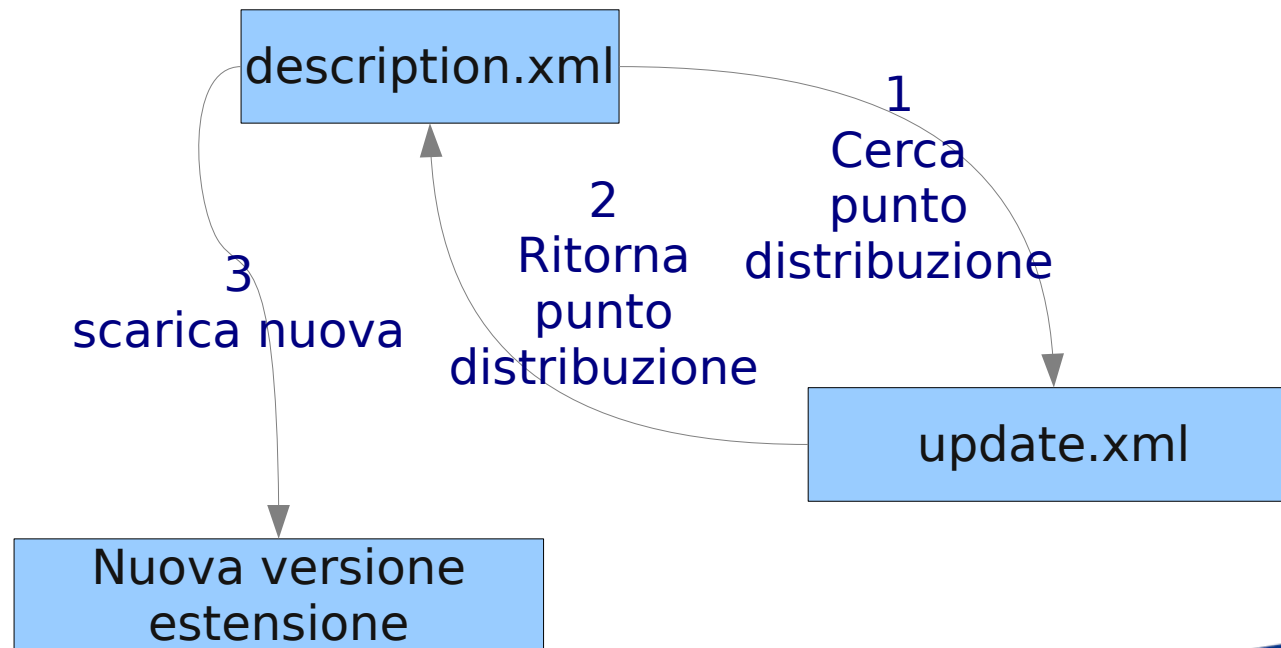 description.xml
1
Cerca
punto
distribuzione
2
Ritorna
punto
distribuzione
3
scarica nuova
update.xml
Nuova versione
estensione